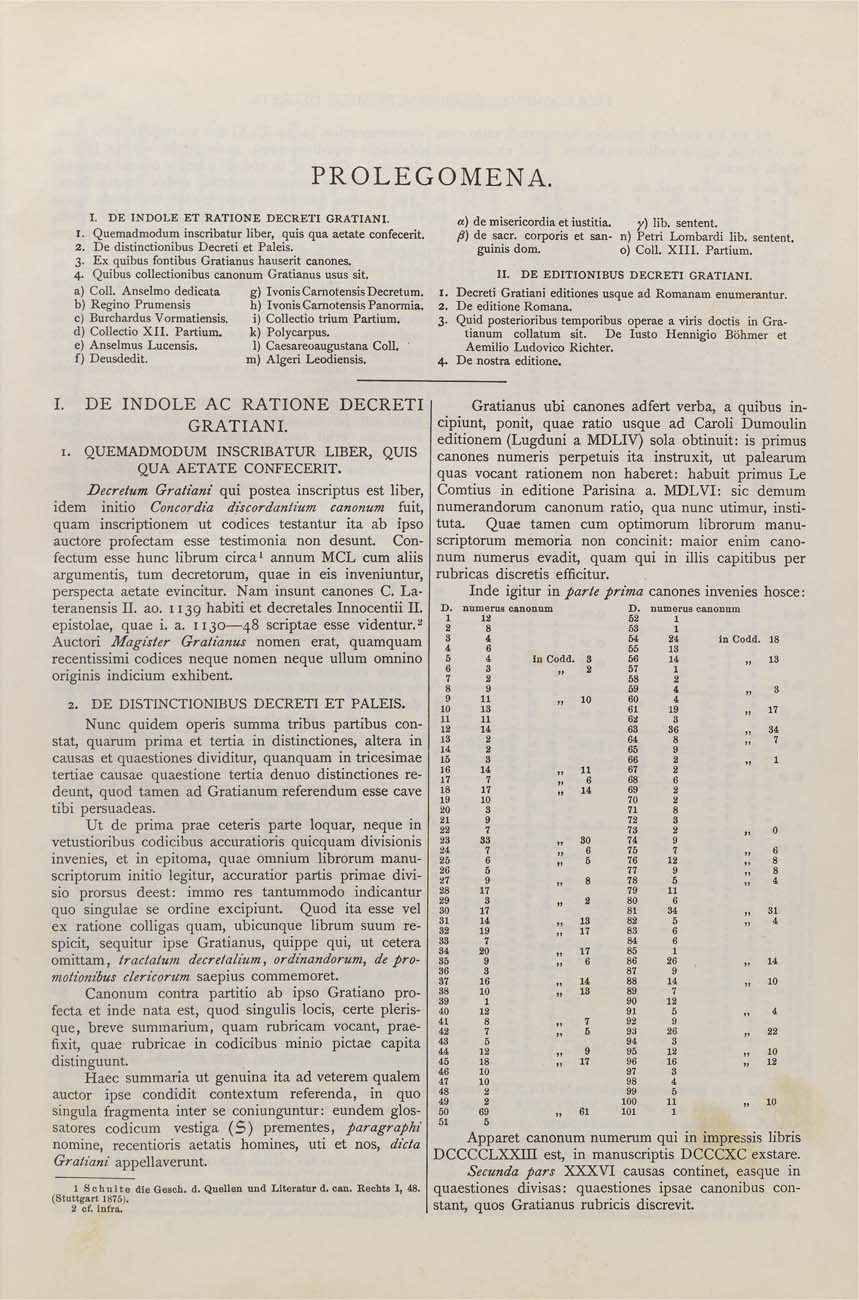 PROLEGOMENA.
I. DE INDOLE ET RATIONE DECRETI GRATIANI.
1. Quemadmodum inscribatur liber, quis qua aetate confecerit.
2. De distinctionibus Decreti et Paleis.
3. Ex quibus fontibus Gratianus hauserit canones.
4. Quibus collectionibus canonum Gratianus usus sit.
a) Coll. Anselmo dedicata
b) Regino Prumensis
c) Burchardus Vormatiensis.
d) Collectio XII. Partium.
e) Anselmus Lucensis.
f) Deusdedit.
g) Ivonis Carnotensis Decretum.
h) Ivonis Carnotensis Panormia.
i) Collectio trium Partium.
k) Polycarpus.
l) Caesareoaugustana Coll.
m) Algeri Leodiensis.
α) de misericordia et iustitia.
β) de sacr. corporis et san-
guinis dom.
γ) lib. sentent.
n) Petri Lombardi lib. sentent.
o) Coll. XIII. Partium.
II. DE EDITIONIBUS DECRETI GRATIANI.
1. Decreti Gratiani editiones usque ad Romanam enumerantur.
2. De editione Romana.
3. Quid posterioribus temporibus operae a viris doctis in Gra-
tianum collatum sit. De Iusto Hennigio Böhmer et
Aemilio Ludovico Richter.
4. De nostra editione.
I. DE INDOLE AC RATIONE DECRETI
GRATIANI.
1. QUEMADMODUM INSCRIBATUR LIBER, QUIS
QUA AETATE CONFECERIT.
Decretum Gratiani qui postea inscriptus est liber,
idem initio Concordia discordantium canonum fuit,
quam inscriptionem ut codices testantur ita ab ipso
auctore profectam esse testimonia non desunt. Con-
fectum esse hunc librum circa¹ annum MCL cum aliis
argumentis, tum decretorum, quae in eis inveniuntur,
perspecta aetate evincitur. Nam insunt canones C. La-
teranensis II. ao. 1139 habiti et decretales Innocentii II.
epistolae, quae i. a. 1130—48 scriptae esse videntur.²
Auctori Magister Gratianus nomen erat, quamquam
recentissimi codices neque nomen neque ullum omnino
originis indicium exhibent.
2. DE DISTINCTIONIBUS DECRETI ET PALEIS.
Nunc quidem operis summa tribus partibus con-
stat, quarum prima et tertia in distinctiones, altera in
causas et quaestiones dividitur, quanquam in tricesimae
tertiae causae quaestione tertia denuo distinctiones re-
deunt, quod tamen ad Gratianum referendum esse cave
tibi persuadeas.
Ut de prima prae ceteris parte loquar, neque in
vetustioribus codicibus accuratioris quicquam divisionis
invenies, et in epitoma, quae omnium librorum manu-
scriptorum initio legitur, accuratior partis primae divi-
sio prorsus deest: immo res tantummodo indicantur
quo singulae se ordine excipiunt. Quod ita esse vel
ex ratione colligas quam, ubicunque librum suum re-
spicit, sequitur ipse Gratianus, quippe qui, ut cetera
omittam, tractatum decretalium, ordinandorum, de pro-
motionibus clericorum saepius commemoret.
Canonum contra partitio ab ipso Gratiano pro-
fecta et inde nata est, quod singulis locis, certe pleris-
que, breve summarium, quam rubricam vocant, prae-
fixit, quae rubricae in codicibus minio pictae capita
distinguunt.
Haec summaria ut genuina ita ad veterem qualem
auctor ipse condidit contextum referenda, in quo
singula fragmenta inter se coniunguntur: eundem glos-
satores codicum vestiga (S) prementes, paragraphi
nomine, recentioris aetatis homines, uti et nos, dicta
Gratiani appellaverunt.
1 Schulte die Gesch. d. Quellen und Literatur d. can. Rechts I, 48.
(Stuttgart 1875).
2 cf. infra.
Gratianus ubi canones adfert verba, a quibus in-
cipiunt, ponit, quae ratio usque ad Caroli Dumoulin
editionem (Lugduni a MDLIV) sola obtinuit: is primus
canones numeris perpetuis ita instruxit, ut palearum
quas vocant rationem non haberet: habuit primus Le
Comtius in editione Parisina a. MDLVI: sic demum
numerandorum canonum ratio, qua nunc utimur, insti-
tuta. Quae tamen cum optimorum librorum manu-
scriptorum memoria non concinit: maior enim cano-
num numerus evadit, quam qui in illis capitibus per
rubricas discretis efficitur.
Inde igitur in parte prima canones invenies hosce:
D. numerus canonum
1 12
2 8
3 4
4 6
5 4 in Codd. 3
6 3 „ 2
7 2
8 9
9 11 „ 10
10 13
11 11
12 14
13 2
14 2
15 3
16 14 „ 11
17 7 „ 6
18 17 „ 14
19 10
20 3
21 9
22 7
23 33 „ 30
24 7 „ 6
25 6 „ 5
26 5
27 9 „ 8
28 17
29 3 „ 2
30 17
31 14 „ 13
32 19 „ 17
33 7
34 20 „ 17
35 9 „ 6
36 3
37 16 „ 14
38 10 „ 13
39 1
40 12
41 8 „ 7
42 7 „ 5
43 5
44 12 „ 9
45 18 „ 17
46 10
47 10
48 2
49 2
50 69 „ 61
51 5
D. numerus canonum
52 1
53 1
54 24 in Codd. 18
55 13
56 14 „ 13
57 1
58 2
59 4 „ 3
60 4
61 19 „ 17
62 3
63 36 „ 34
64 8 „ 7
65 9
66 2 „ 1
67 2
68 6
69 2
70 2
71 8
72 3
73 2 „ 0
74 9
75 7 „ 6
76 12 „ 8
77 9 „ 8
78 5 „ 4
79 11
80 6
81 34 „ 31
82 5 „ 4
83 6
84 6
85 1
86 26 „ 14
87 9
88 14 „ 10
89 7
90 12
91 5 „ 4
92 9
93 26 „ 22
94 3
95 12 „ 10
96 16 „ 12
97 3
98 4
99 5
100 11 „ 10
101 1
Apparet canonum numerum qui in impressis libris
DCCCCLXXIII est, in manuscriptis DCCCXC exstare.
Secunda pars XXXVI causas continet, easque in
quaestiones divisas: quaestiones ipsae canonibus con-
stant, quos Gratianus rubricis discrevit.